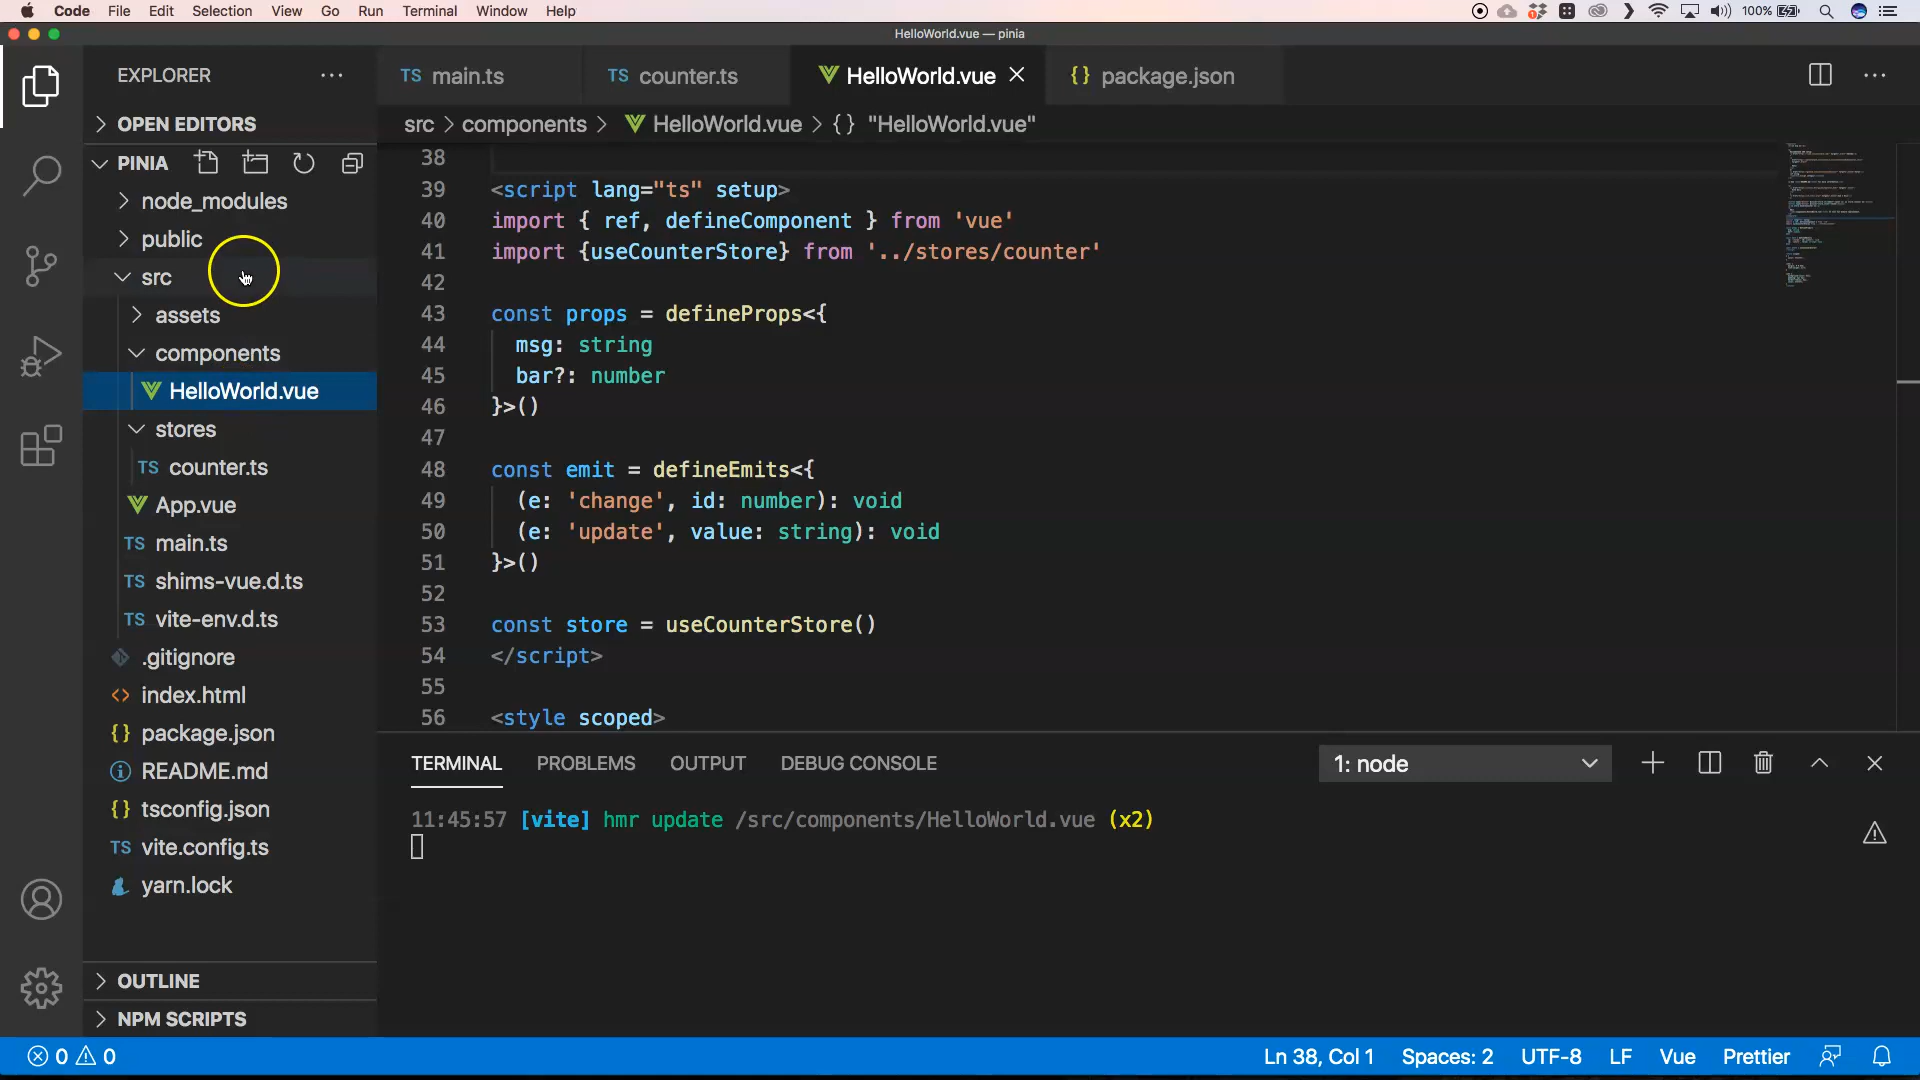 Code File Edit Selection View Go Run Terminal Window Help 100%
HelloWorld.vue — pinia
EXPLORER
TS main.ts
TS counter.ts
HelloWorld.vue
{} package.json
OPEN EDITORS
src > components > HelloWorld.vue > {} "HelloWorld.vue"
PINIA
node_modules
public
src
assets
components
HelloWorld.vue
stores
TS counter.ts
App.vue
TS main.ts
TS shims-vue.d.ts
TS vite-env.d.ts
.gitignore
<> index.html
{} package.json
README.md
{} tsconfig.json
TS vite.config.ts
yarn.lock
OUTLINE
NPM SCRIPTS
38
39 <script lang="ts" setup>
40 import { ref, defineComponent } from 'vue'
41 import {useCounterStore} from '../stores/counter'
42
43 const props = defineProps<{
44 msg: string
45 bar?: number
46 }>()
47
48 const emit = defineEmits<{
49 (e: 'change', id: number): void
50 (e: 'update', value: string): void
51 }>()
52
53 const store = useCounterStore()
54 </script>
55
56 <style scoped>
TERMINAL PROBLEMS OUTPUT DEBUG CONSOLE 1: node
11:45:57 [vite] hmr update /src/components/HelloWorld.vue (x2)
0 0 Ln 38, Col 1 Spaces: 2 UTF-8 LF Vue Prettier